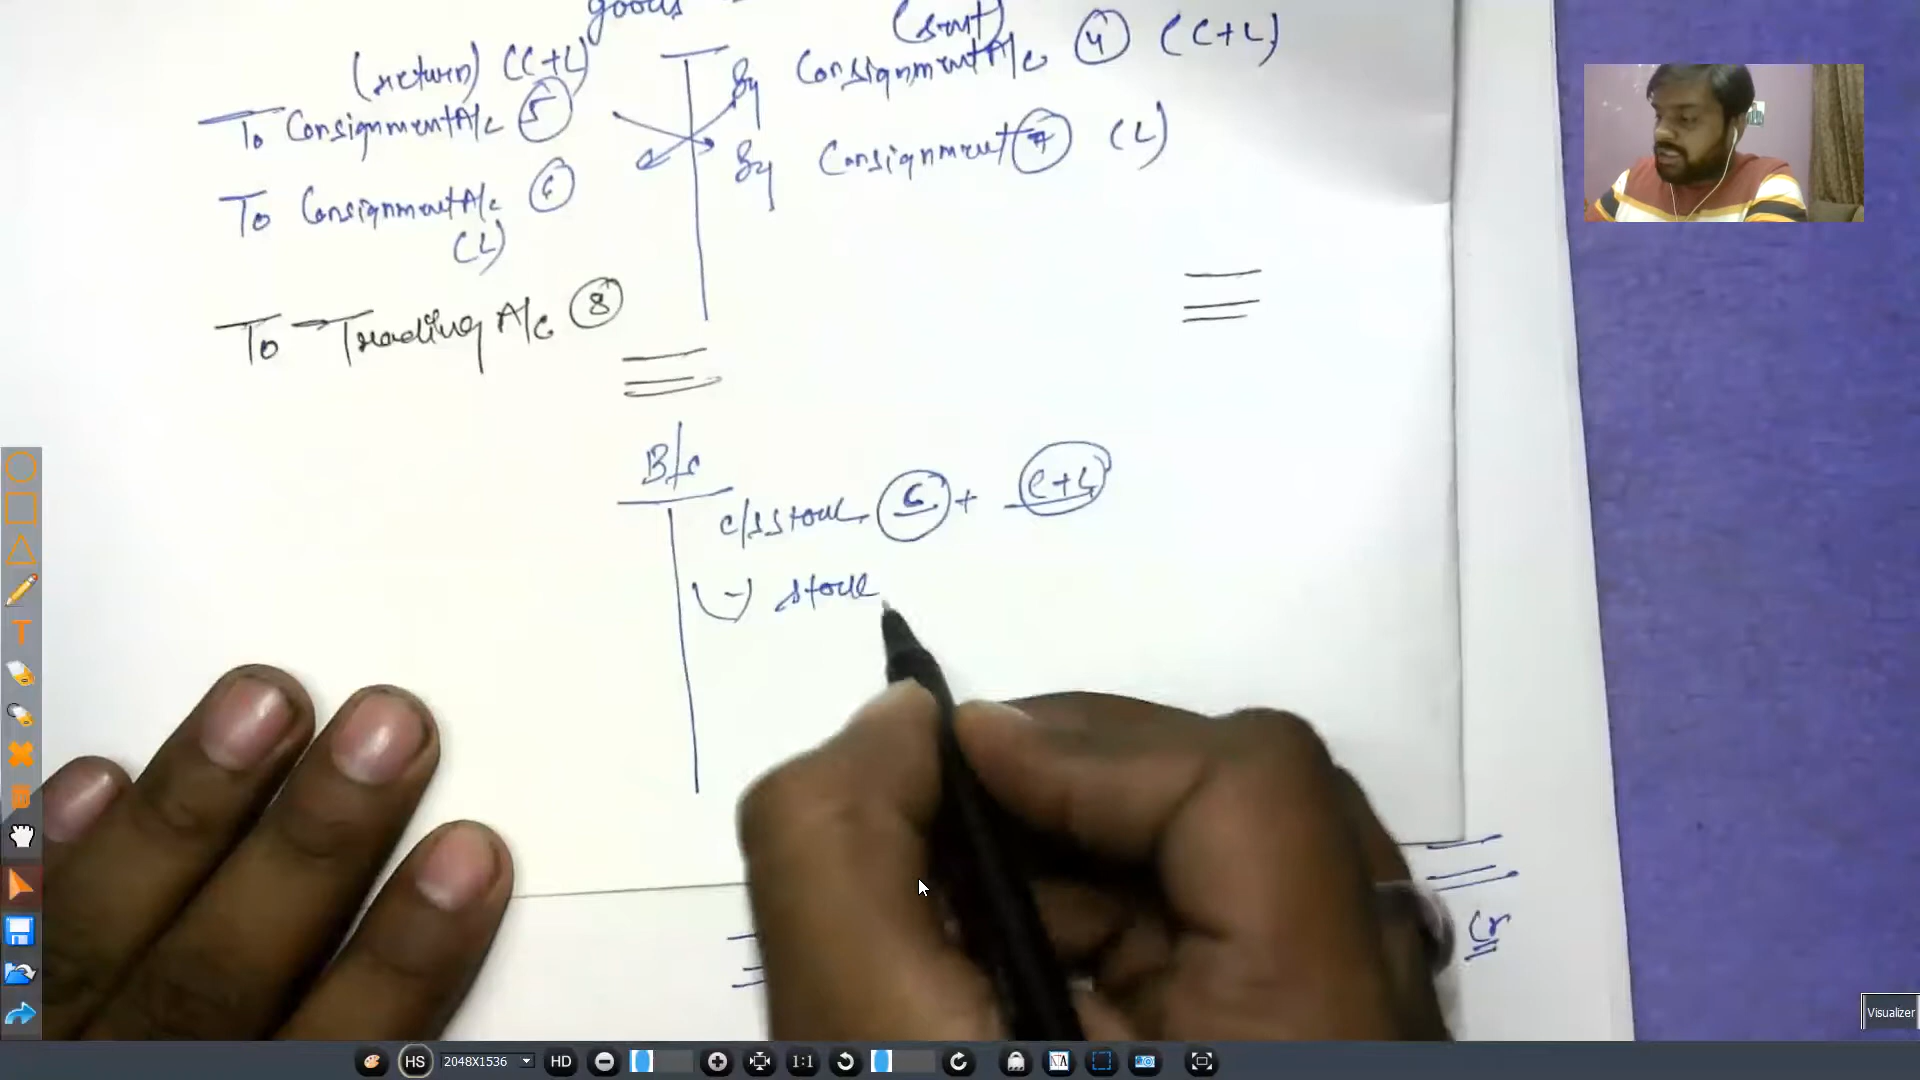 goods
(return) (C+L)
(sent)
To Consignment A/c 5
By Consignment A/c 4 (C+L)
To Consignment A/c 6
(L)
By Consignment 7 (L)
To Trading A/c 8
B/s
c/s stock C + C+L
(-) stock
Cr
T
Visualizer
HS
2048X1536
HD
1:1